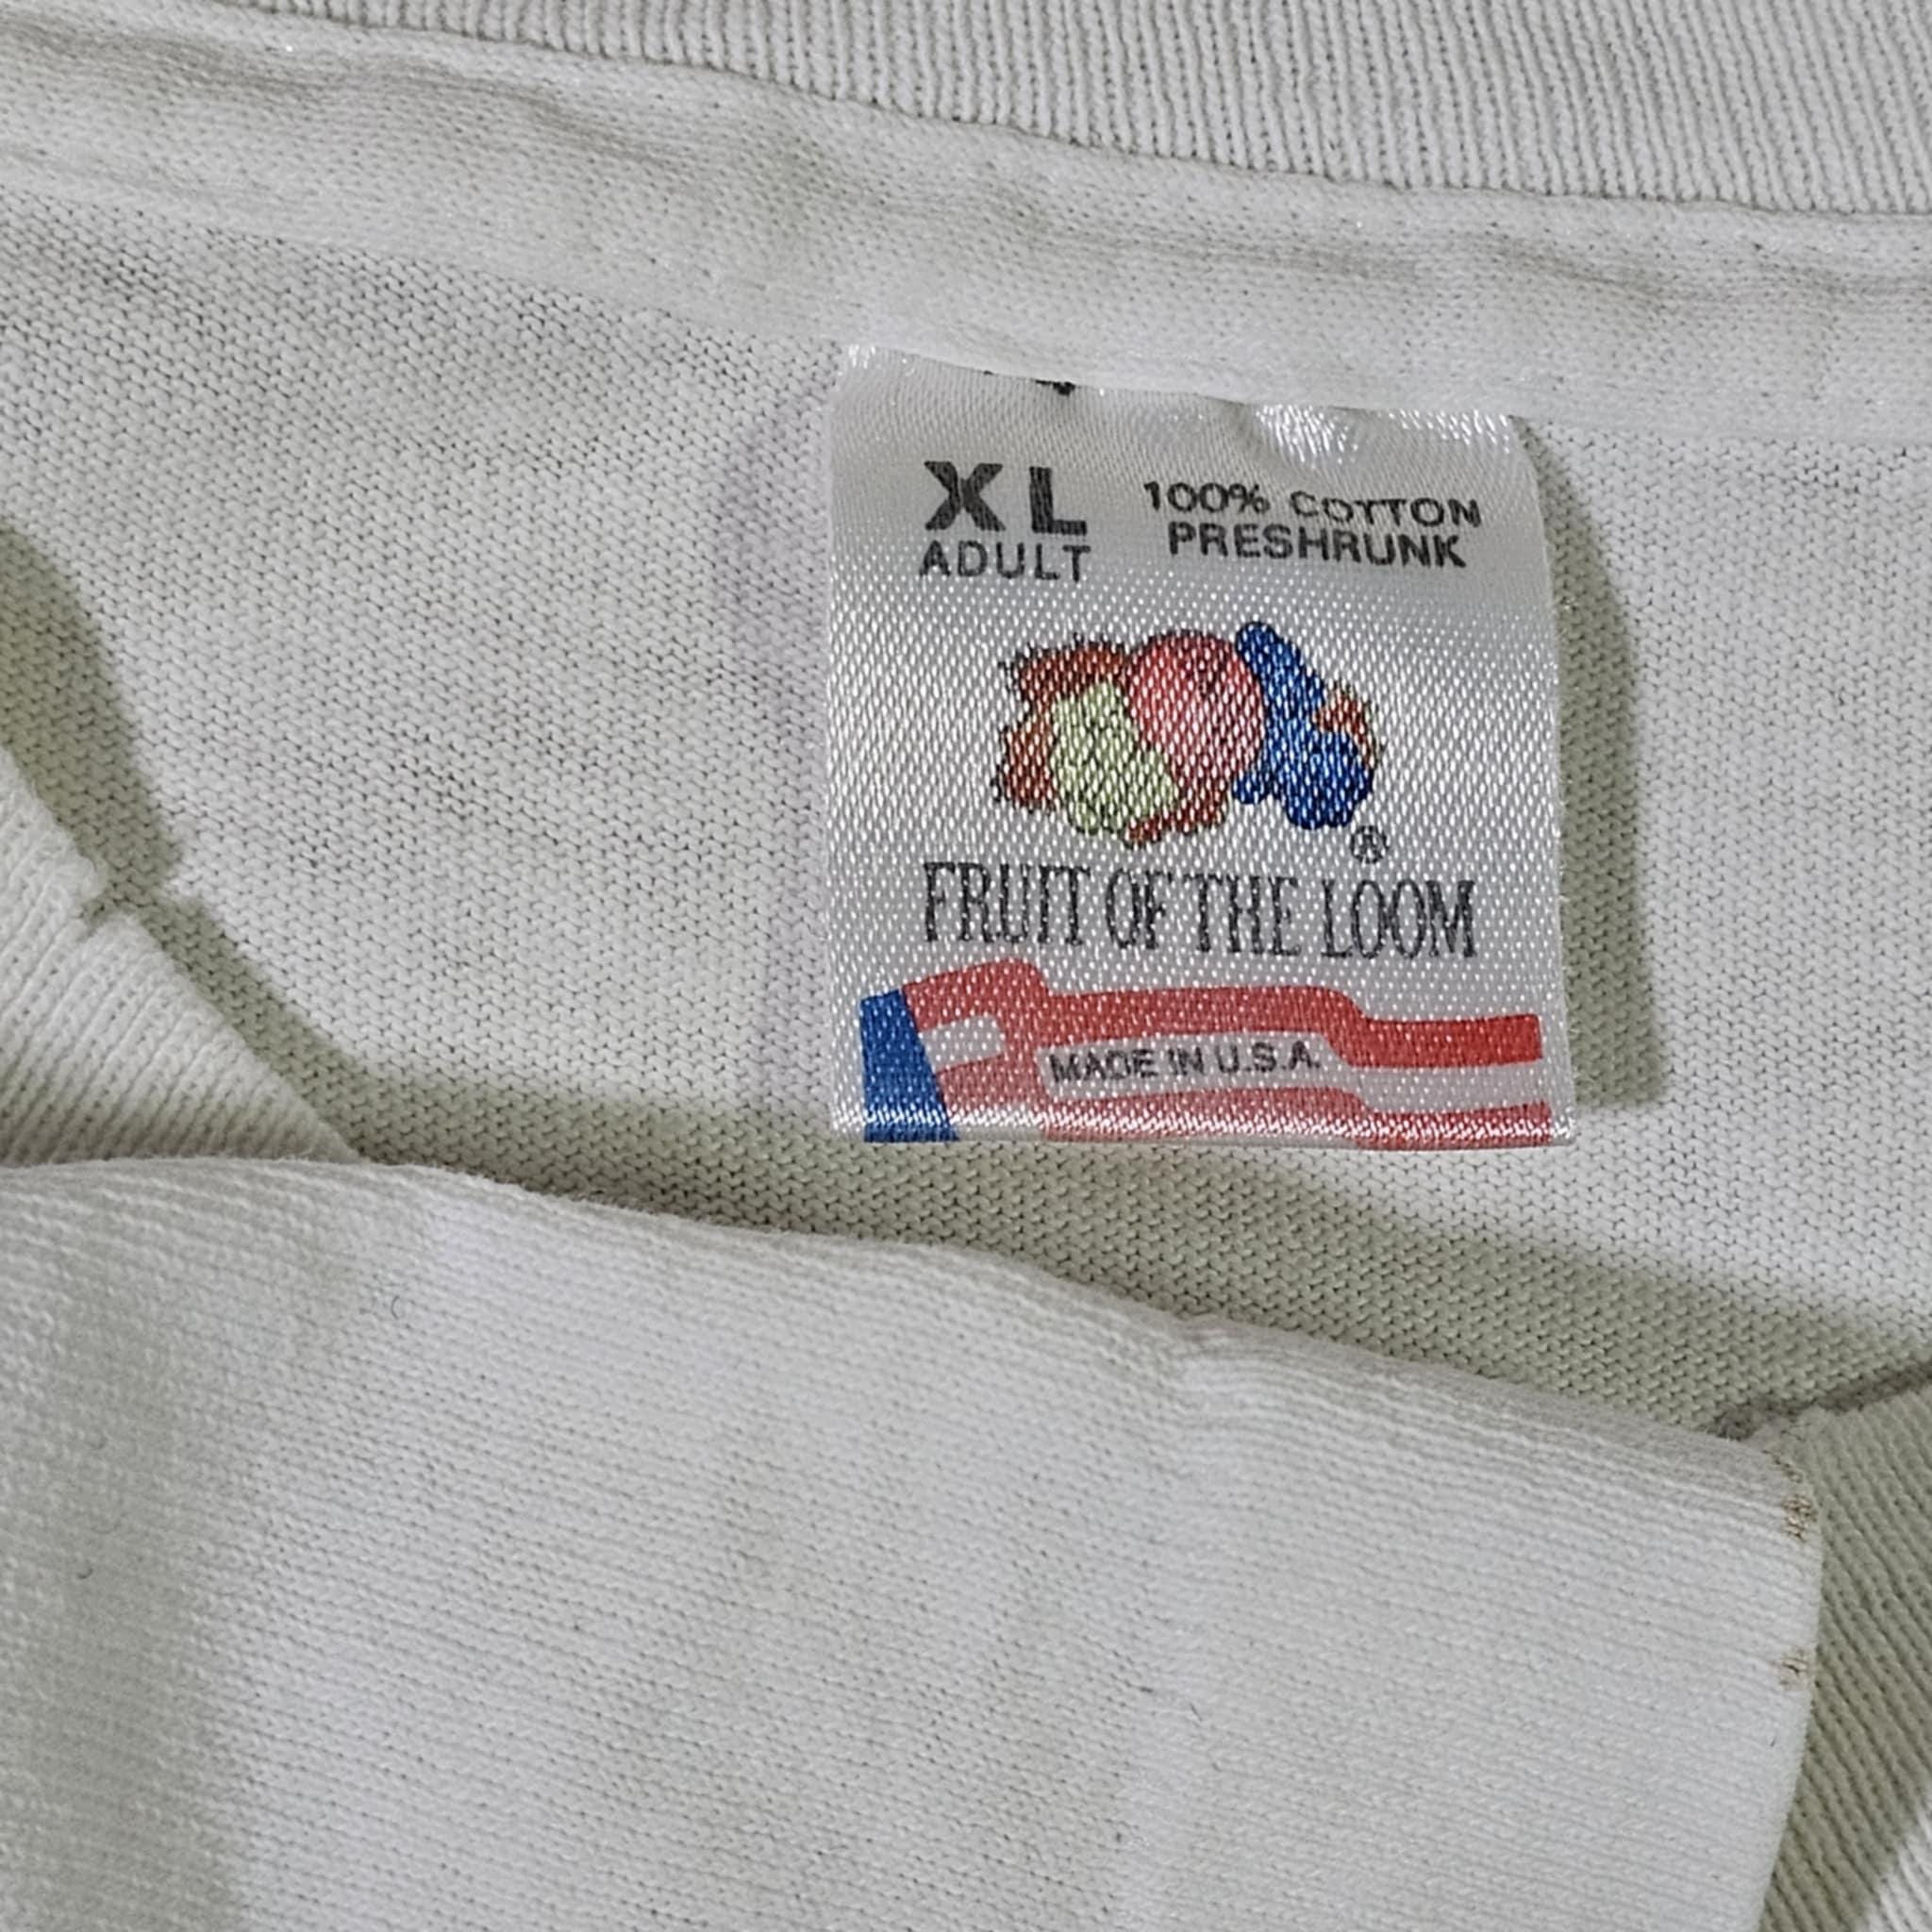 XL
ADULT
100% COTTON
PRESHRUNK
®
FRUIT OF THE LOOM
MADE IN U.S.A.